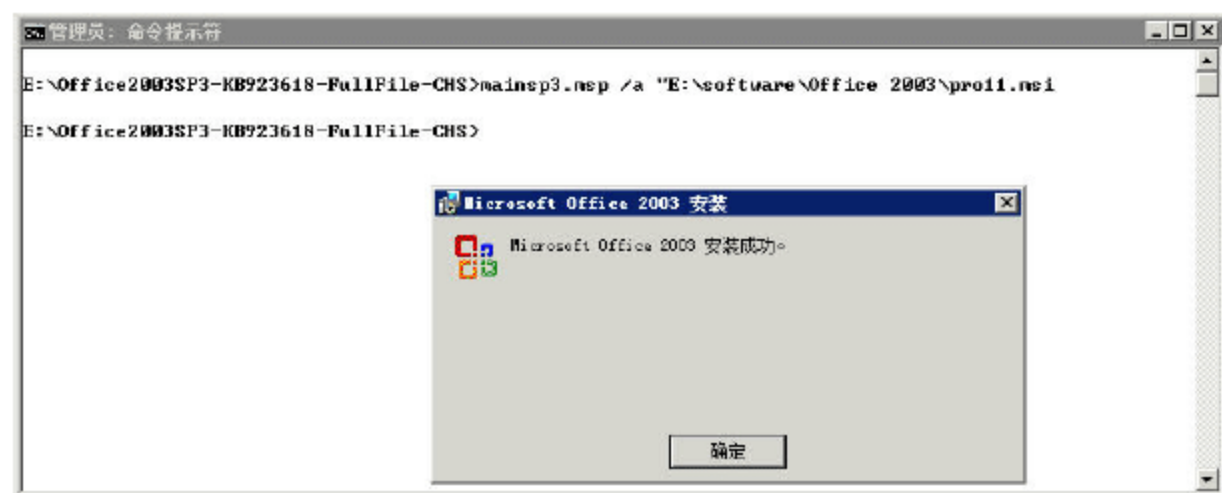 管理员: 命令提示符
E:\Office2003SP3-KB923618-FullFile-CHS>mainsp3.msp /a "E:\software\Office 2003\pro11.msi
E:\Office2003SP3-KB923618-FullFile-CHS>
Microsoft Office 2003 安装
Microsoft Office 2003 安装成功。
确定